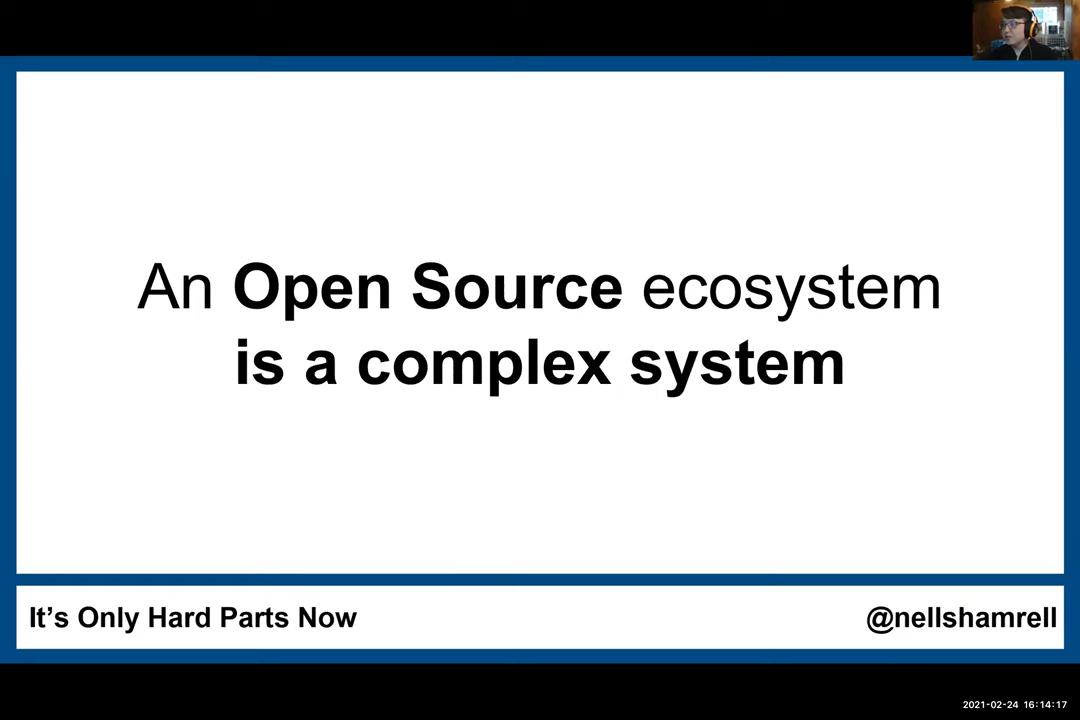 An Open Source ecosystem
is a complex system
It’s Only Hard Parts Now
@nellshamrell
2021-02-24 16:14:17